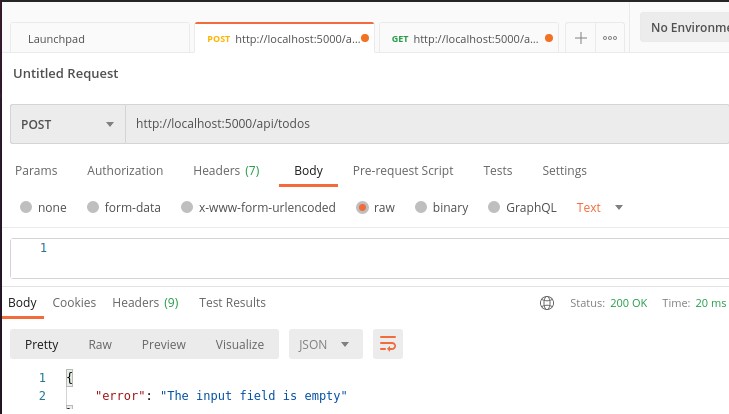 Launchpad POST http://localhost:5000/a... GET http://localhost:5000/a... No Environme
Untitled Request
POST http://localhost:5000/api/todos
Params Authorization Headers (7) Body Pre-request Script Tests Settings
none form-data x-www-form-urlencoded raw binary GraphQL Text
1
Body Cookies Headers (9) Test Results Status: 200 OK Time: 20 ms
Pretty Raw Preview Visualize JSON
1 {
2 "error": "The input field is empty"